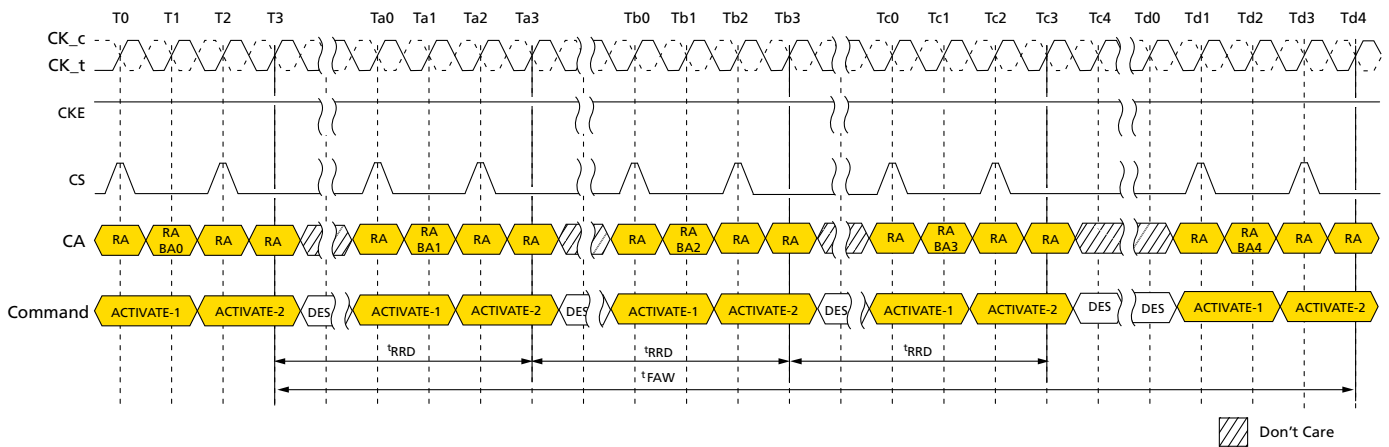 T0 T1 T2 T3 Ta0 Ta1 Ta2 Ta3 Tb0 Tb1 Tb2 Tb3 Tc0 Tc1 Tc2 Tc3 Tc4 Td0 Td1 Td2 Td3 Td4
CK_c
CK_t
CKE
CS
CA RA RA BA0 RA RA RA RA BA1 RA RA RA RA BA2 RA RA RA RA BA3 RA RA RA RA BA4 RA RA
Command ACTIVATE-1 ACTIVATE-2 DES ACTIVATE-1 ACTIVATE-2 DES ACTIVATE-1 ACTIVATE-2 DES ACTIVATE-1 ACTIVATE-2 DES DES ACTIVATE-1 ACTIVATE-2
tRRD tRRD tRRD
tFAW
Don't Care